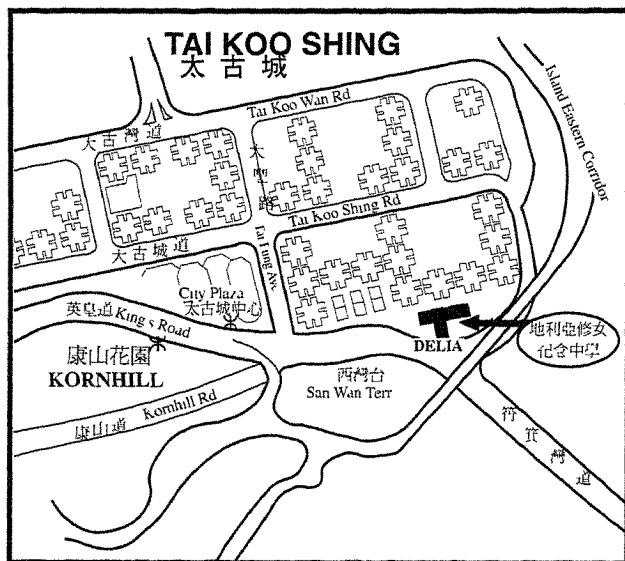 TAI KOO SHING
太古城
Tai Koo Wan Rd
Island Eastern Corridor
太古灣道
太豐路
Tai Koo Shing Rd
太古城道
Tai Fung Ave
City Plaza
太古城中心
英皇道 King's Road
康山花園
KORNHILL
DELIA
地利亞修女
紀念中學
西灣台
San Wan Terr
Kornhill Rd
康山道
筲箕灣道